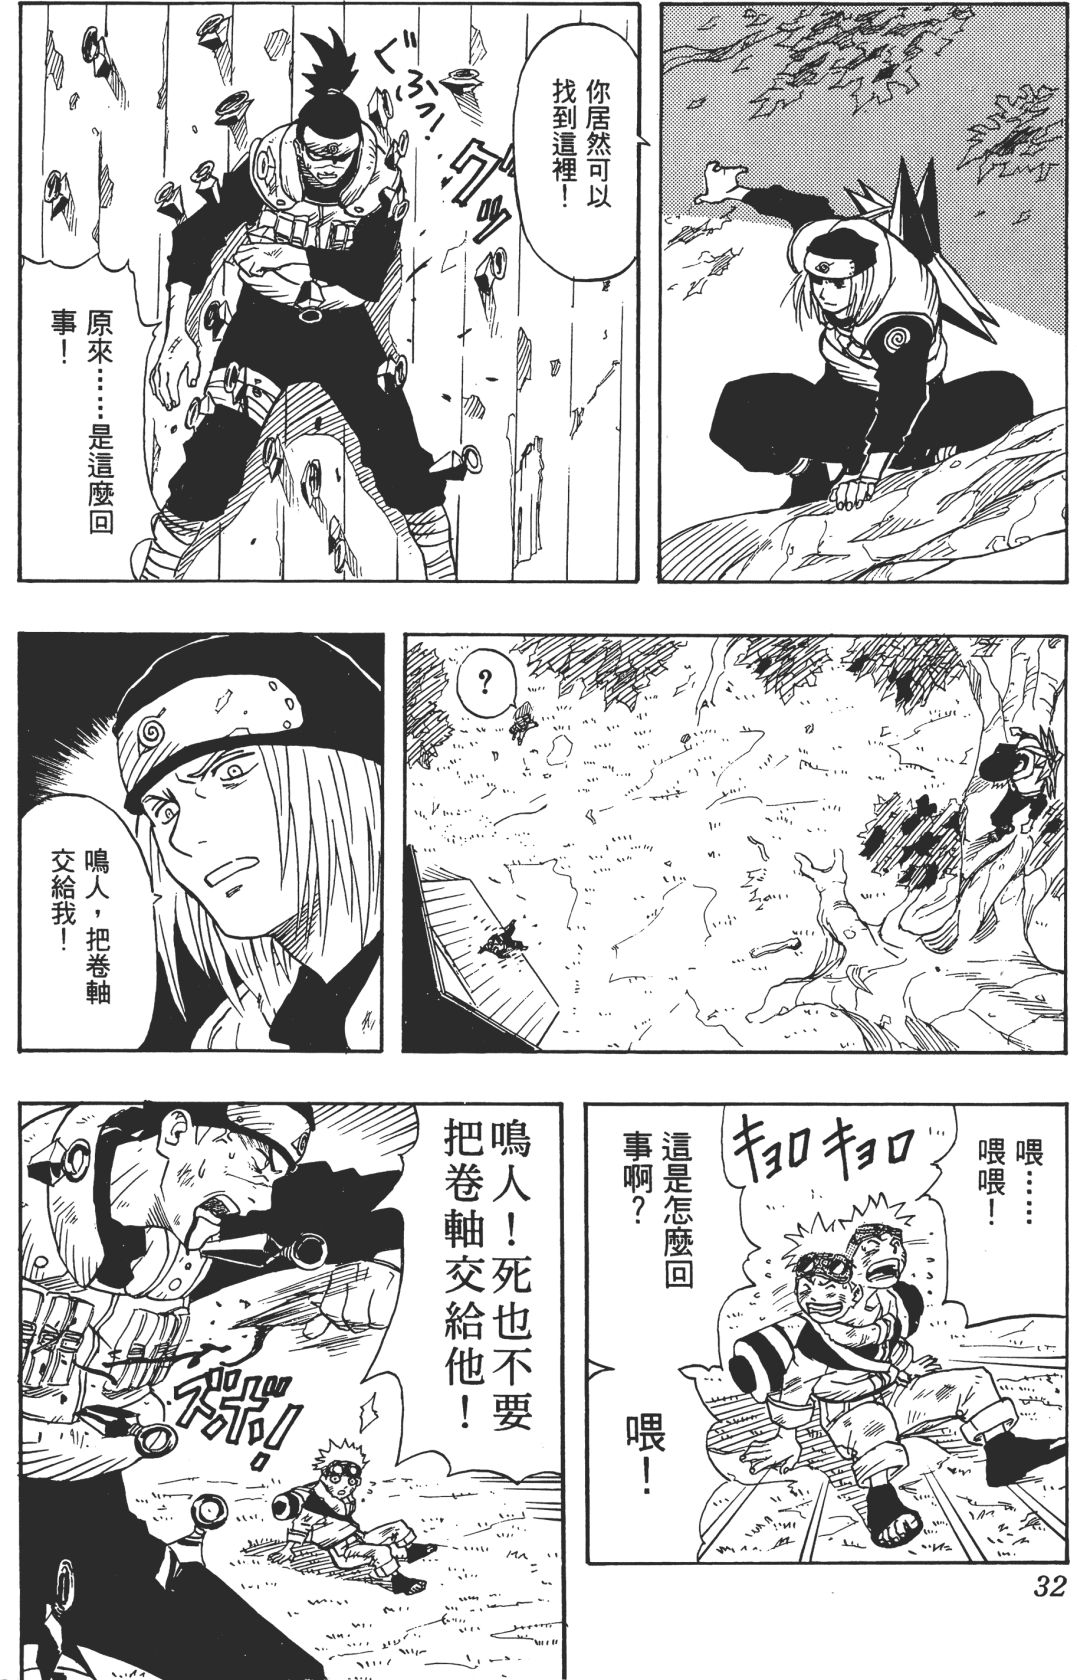 你居然可以
找到這裡！
ぐふっ！
グッ
原來……是這麼回
事！
？
鳴人，把卷軸
交給我！
喂……
喂喂！
キョロキョロ
這是怎麼回
事啊？
喂！
鳴人！死也不要
把卷軸交給他！
ズボッ！
32